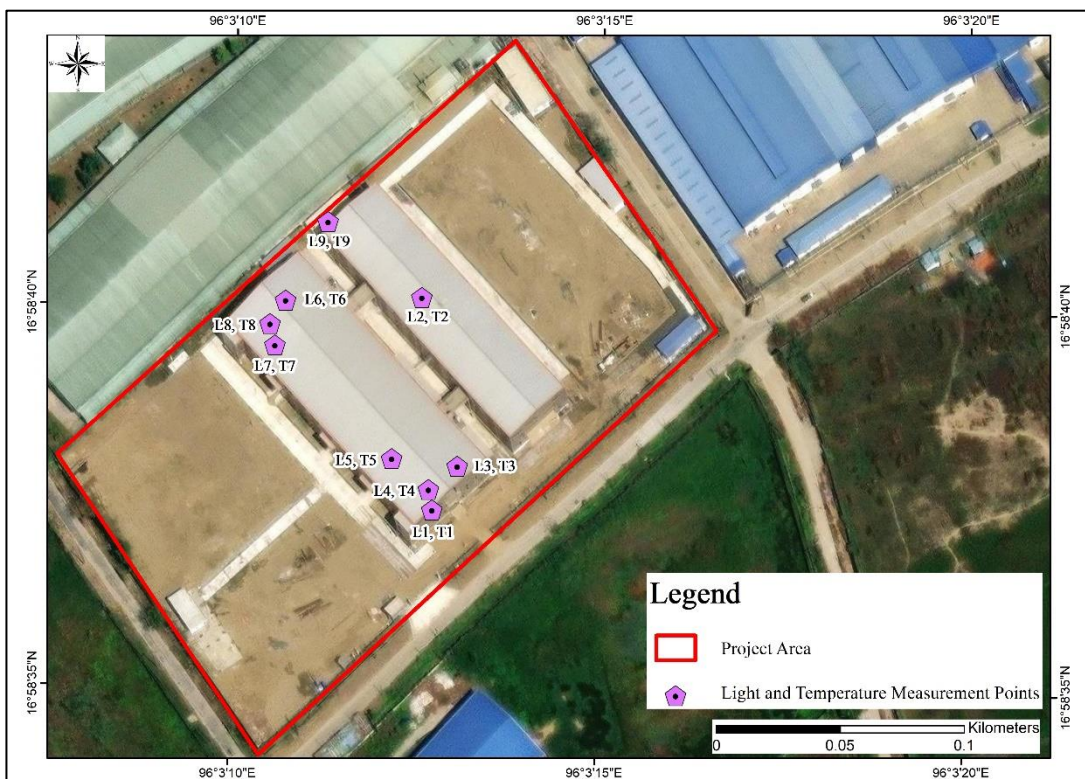 96°3'10"E
96°3'15"E
96°3'20"E
N
W
E
S
16°58'40"N
16°58'40"N
L9, T9
L6, T6
L2, T2
L8, T8
L7, T7
L5, T5
L3, T3
L4, T4
L1, T1
16°58'35"N
16°58'35"N
Legend
Project Area
Light and Temperature Measurement Points
Kilometers
0 0.05 0.1
96°3'10"E
96°3'15"E
96°3'20"E